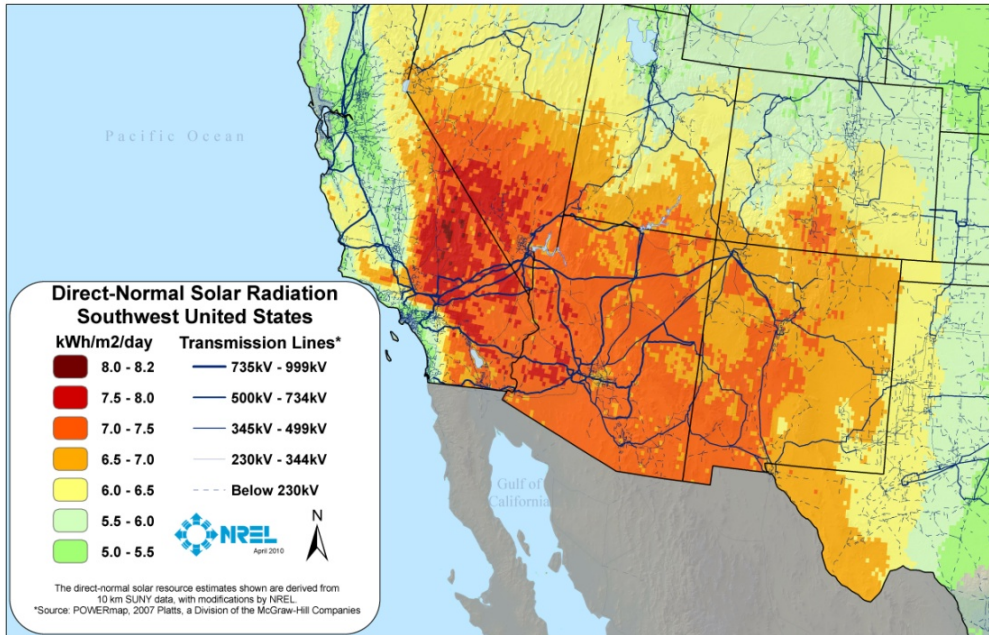 Pacific Ocean
Direct-Normal Solar Radiation
Southwest United States
kWh/m2/day
Transmission Lines*
8.0 - 8.2
735kV - 999kV
7.5 - 8.0
500kV - 734kV
7.0 - 7.5
345kV - 499kV
6.5 - 7.0
230kV - 344kV
6.0 - 6.5
Below 230kV
5.5 - 6.0
5.0 - 5.5
NREL
April 2010
N
Gulf of
California
The direct-normal solar resource estimates shown are derived from
10 km SUNY data, with modifications by NREL.
*Source: POWERmap, 2007 Platts, a Division of the McGraw-Hill Companies